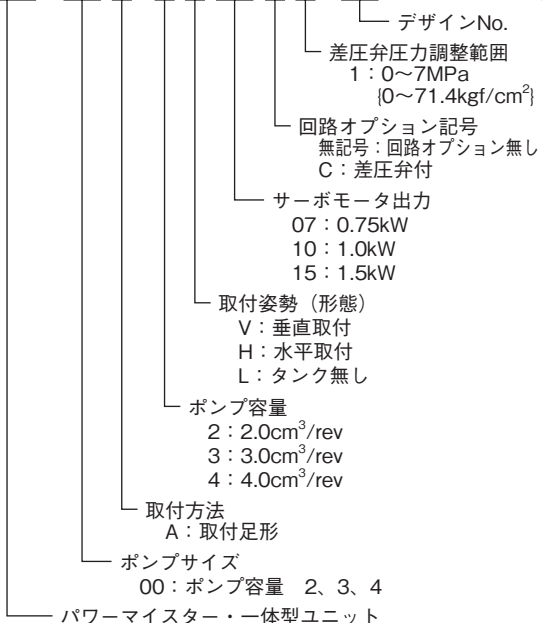 デザインNo.
差圧弁圧力調整範囲
1：0〜7MPa
{0〜71.4kgf/cm²}
回路オプション記号
無記号：回路オプション無し
C：差圧弁付
サーボモータ出力
07：0.75kW
10：1.0kW
15：1.5kW
取付姿勢（形態）
V：垂直取付
H：水平取付
L：タンク無し
ポンプ容量
2：2.0cm³/rev
3：3.0cm³/rev
4：4.0cm³/rev
取付方法
A：取付足形
ポンプサイズ
00：ポンプ容量　2、3、4
パワーマイスター・一体型ユニット